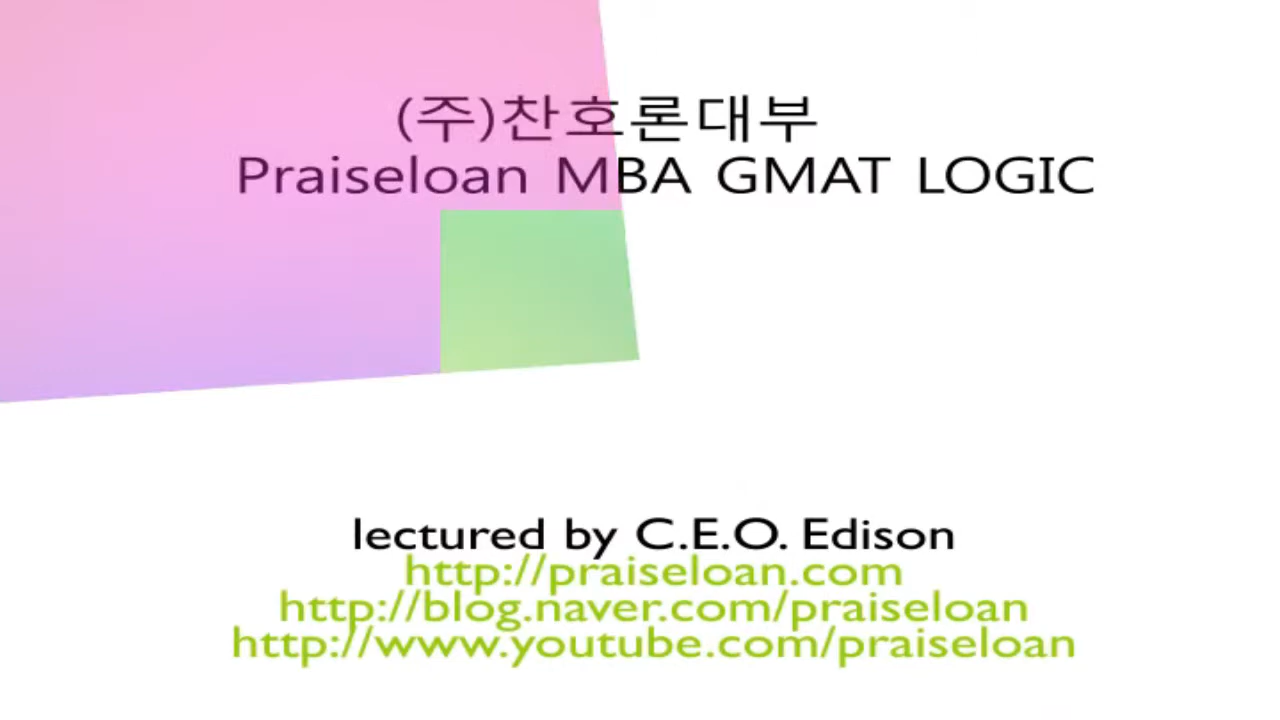 (주)찬호론대부
Praiseloan MBA GMAT LOGIC
lectured by C.E.O. Edison
http://praiseloan.com
http://blog.naver.com/praiseloan
http://www.youtube.com/praiseloan